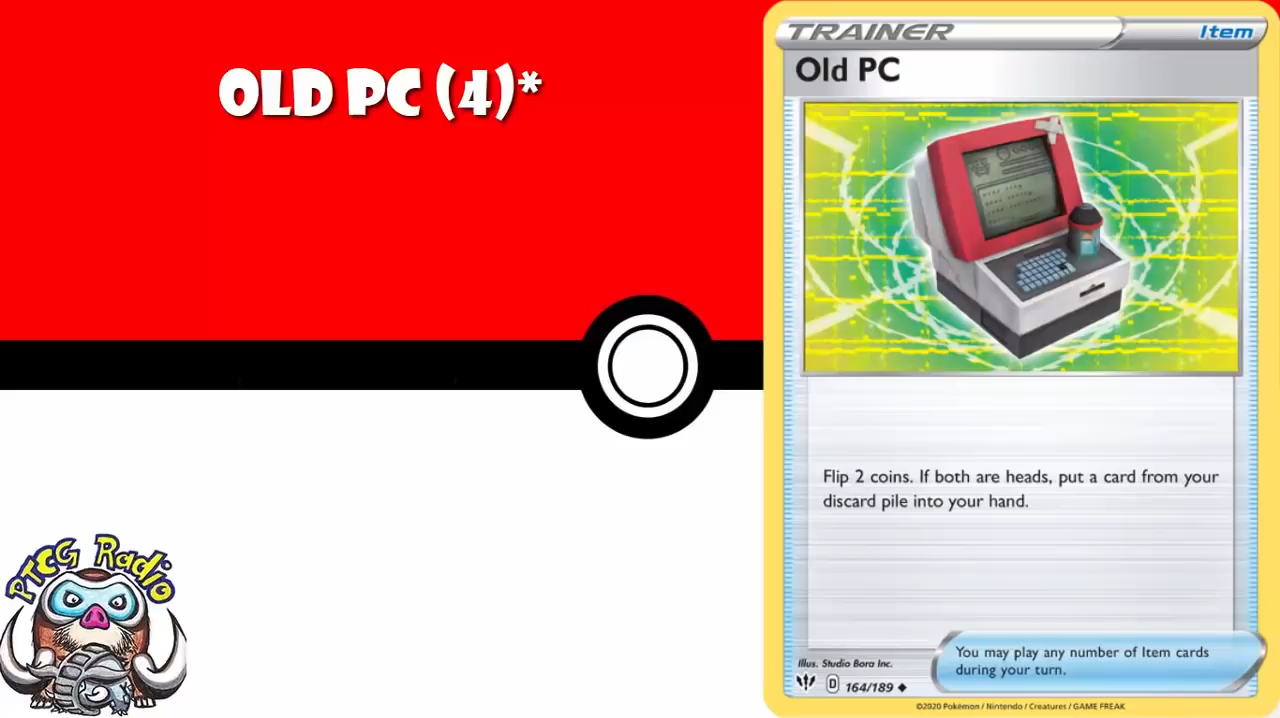 OLD PC (4)*
PTCG Radio
TRAINER
Item
Old PC
Flip 2 coins. If both are heads, put a card from your
discard pile into your hand.
Illus. Studio Bora Inc.
D 164/189
You may play any number of Item cards
during your turn.
©2020 Pokémon / Nintendo / Creatures / GAME FREAK